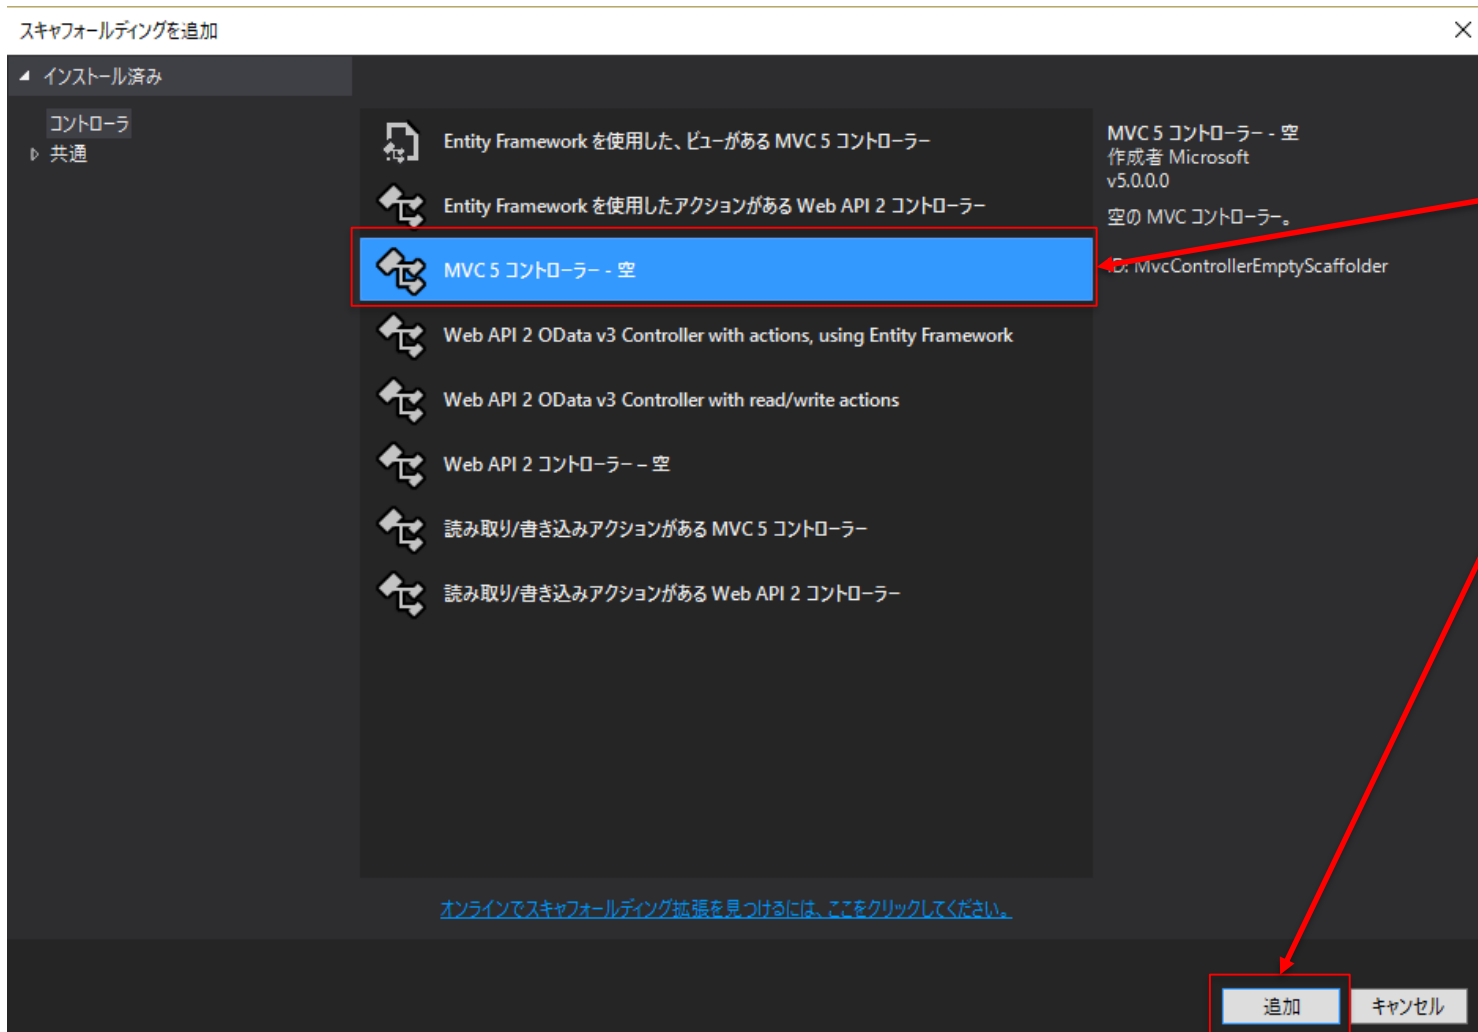 スキャフォールディングを追加
インストール済み
コントローラ
共通
Entity Framework を使用した、ビューがある MVC 5 コントローラー
Entity Framework を使用したアクションがある Web API 2 コントローラー
MVC 5 コントローラー - 空
Web API 2 OData v3 Controller with actions, using Entity Framework
Web API 2 OData v3 Controller with read/write actions
Web API 2 コントローラー – 空
読み取り/書き込みアクションがある MVC 5 コントローラー
読み取り/書き込みアクションがある Web API 2 コントローラー
MVC 5 コントローラー - 空
作成者 Microsoft
v5.0.0.0
空の MVC コントローラー。
ID: MvcControllerEmptyScaffolder
オンラインでスキャフォールディング拡張を見つけるには、ここをクリックしてください。
追加
キャンセル